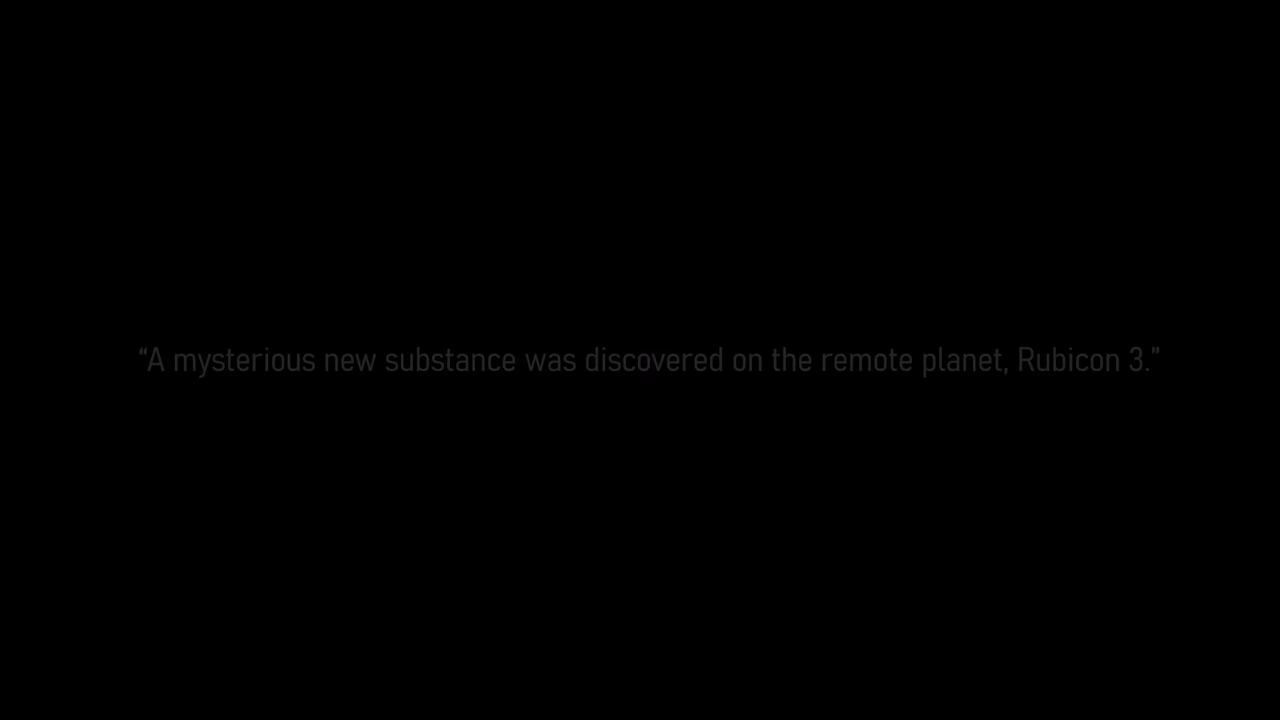 “A mysterious new substance was discovered on the remote planet, Rubicon 3.”